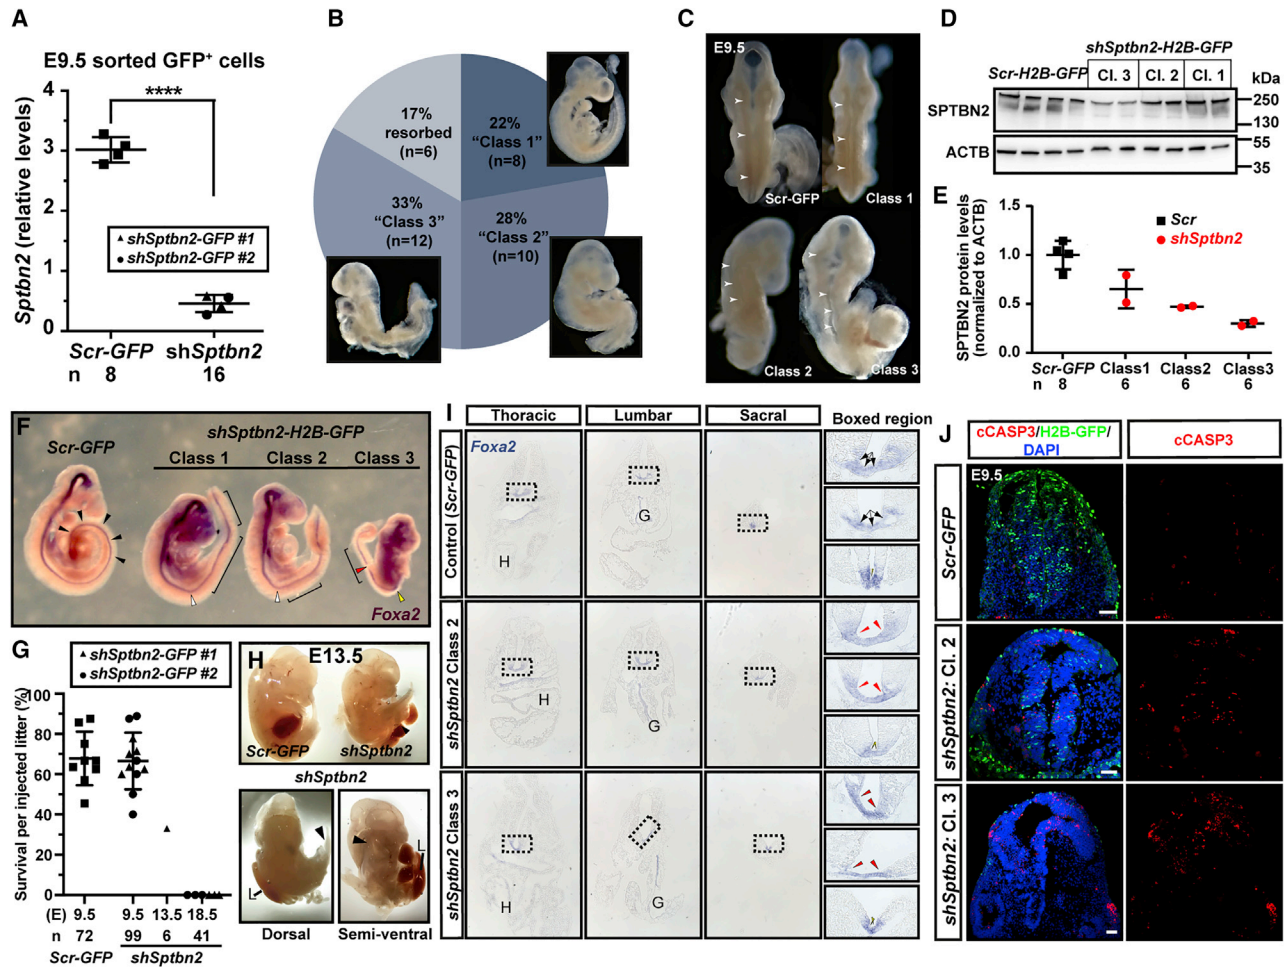 A
E9.5 sorted GFP+ cells
****
Sptbn2 (relative levels)
4
3
2
1
0
shSptbn2-GFP #1
shSptbn2-GFP #2
Scr-GFP shSptbn2
n 8 16
B
17%
resorbed
(n=6)
22%
“Class 1”
(n=8)
33%
“Class 3”
(n=12)
28%
“Class 2”
(n=10)
C
E9.5
Scr-GFP
Class 1
Class 2
Class 3
D
shSptbn2-H2B-GFP
Scr-H2B-GFP Cl. 3 Cl. 2 Cl. 1
kDa
SPTBN2
250
130
ACTB
55
35
E
SPTBN2 protein levels
(normalized to ACTB)
1.5
1.0
0.5
0.0
Scr
shSptbn2
Scr-GFP Class1 Class2 Class3
n 8 6 6 6
F
Scr-GFP
shSptbn2-H2B-GFP
Class 1 Class 2 Class 3
Foxa2
G
shSptbn2-GFP #1
shSptbn2-GFP #2
Survival per injected litter (%)
100
80
60
40
20
0
(E) 9.5 9.5 13.5 18.5
n 72 99 6 41
Scr-GFP shSptbn2
H
E13.5
Scr-GFP shSptbn2
shSptbn2
L
L
Dorsal Semi-ventral
I
Thoracic Lumbar Sacral Boxed region
Control (Scr-GFP)
Foxa2
H
G
shSptbn2 Class 2
H
G
shSptbn2 Class 3
H
G
J
cCASP3/H2B-GFP/
DAPI
cCASP3
E9.5
Scr-GFP
shSptbn2: Cl. 2
shSptbn2: Cl. 3